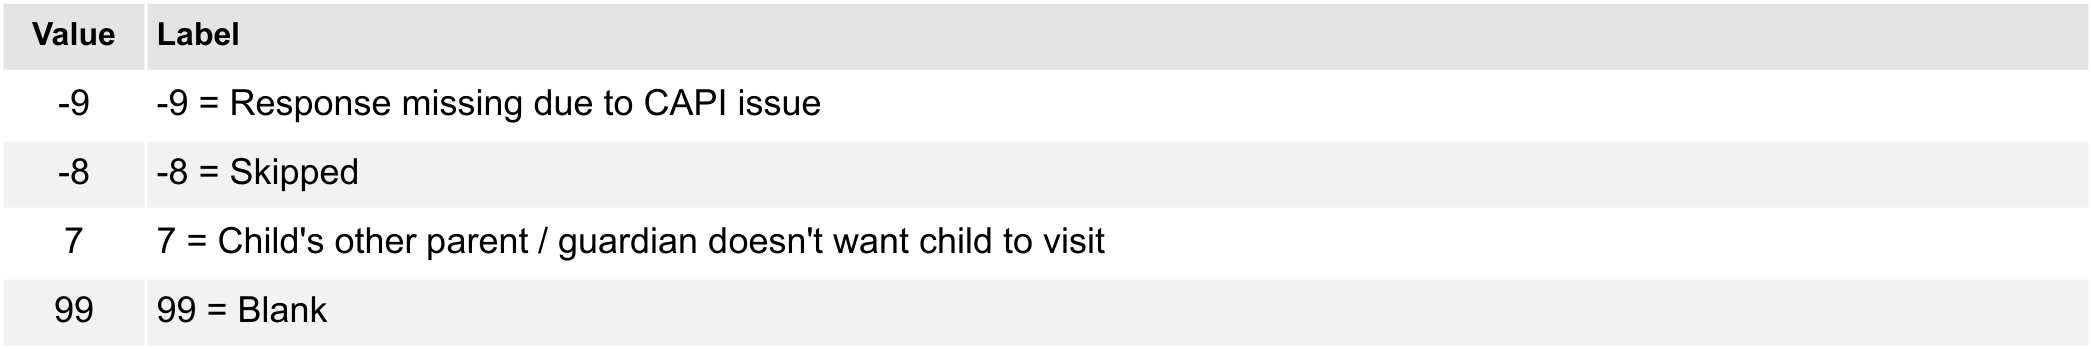 Value Label
-9 -9 = Response missing due to CAPI issue
-8 -8 = Skipped
7 7 = Child's other parent / guardian doesn't want child to visit
99 99 = Blank